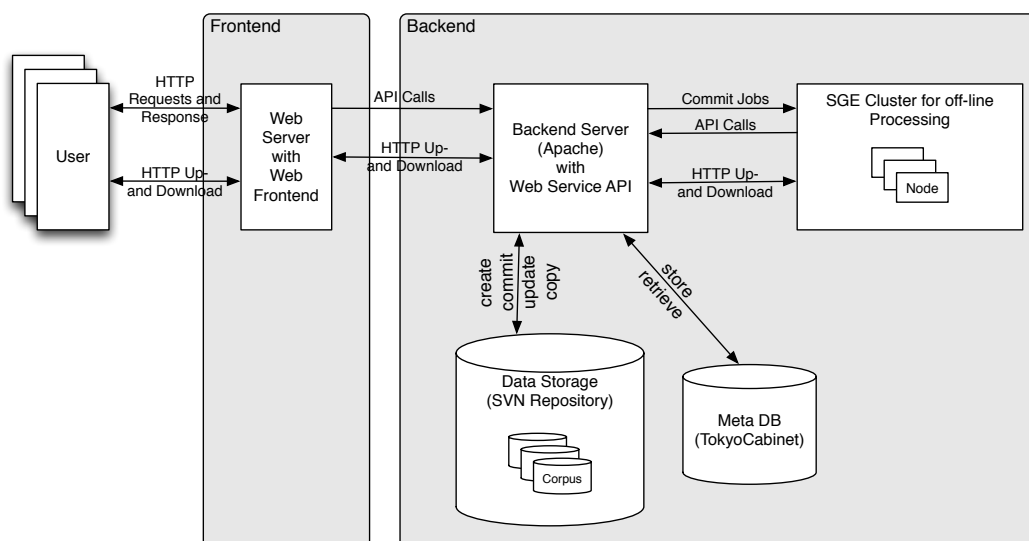 Frontend
Backend
HTTP
Requests and
Response
HTTP Up-
and Download
User
Web
Server
with
Web
Frontend
API Calls
HTTP Up-
and Download
Backend Server
(Apache)
with
Web Service API
Commit Jobs
API Calls
HTTP Up-
and Download
SGE Cluster for off-line
Processing
Node
create
commit
update
copy
store
retrieve
Data Storage
(SVN Repository)
Corpus
Meta DB
(TokyoCabinet)